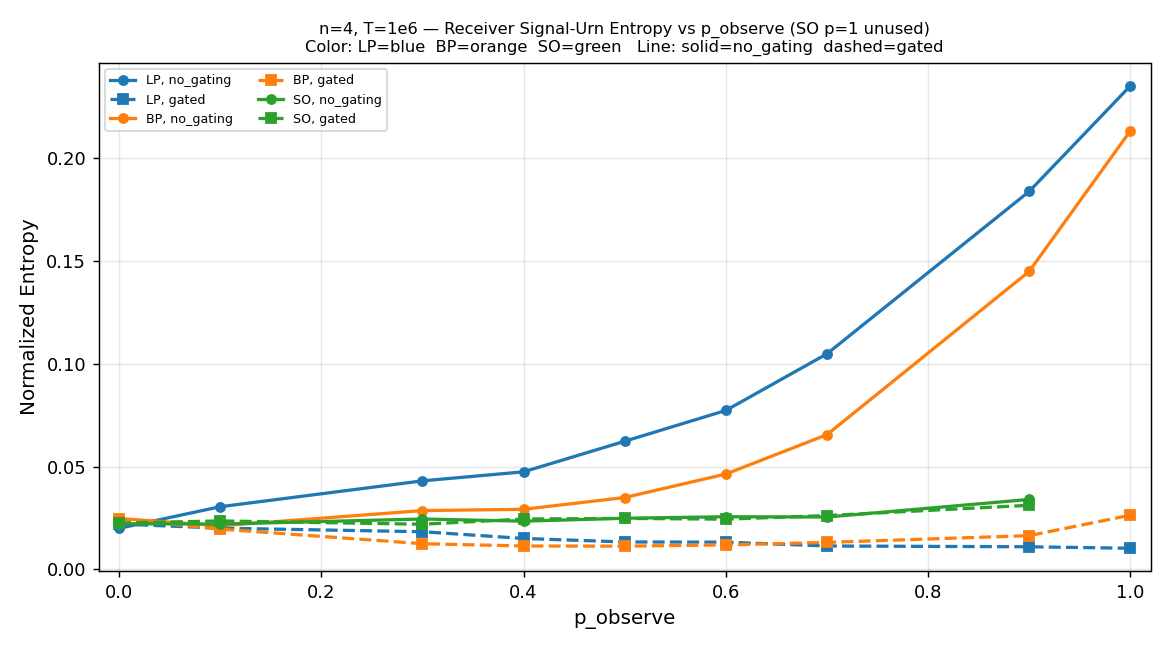 n=4, T=1e6 — Receiver Signal-Urn Entropy vs p_observe (SO p=1 unused)
Color: LP=blue  BP=orange  SO=green   Line: solid=no_gating  dashed=gated
LP, no_gating
LP, gated
BP, no_gating
BP, gated
SO, no_gating
SO, gated
Normalized Entropy
0.20
0.15
0.10
0.05
0.00
0.0
0.2
0.4
0.6
0.8
1.0
p_observe